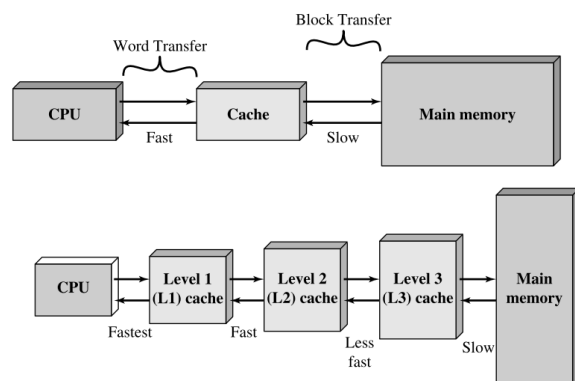 Block Transfer
Word Transfer
CPU
Cache
Main memory
Fast
Slow
CPU
Level 1
(L1) cache
Level 2
(L2) cache
Level 3
(L3) cache
Main
memory
Fastest
Fast
Less
fast
Slow